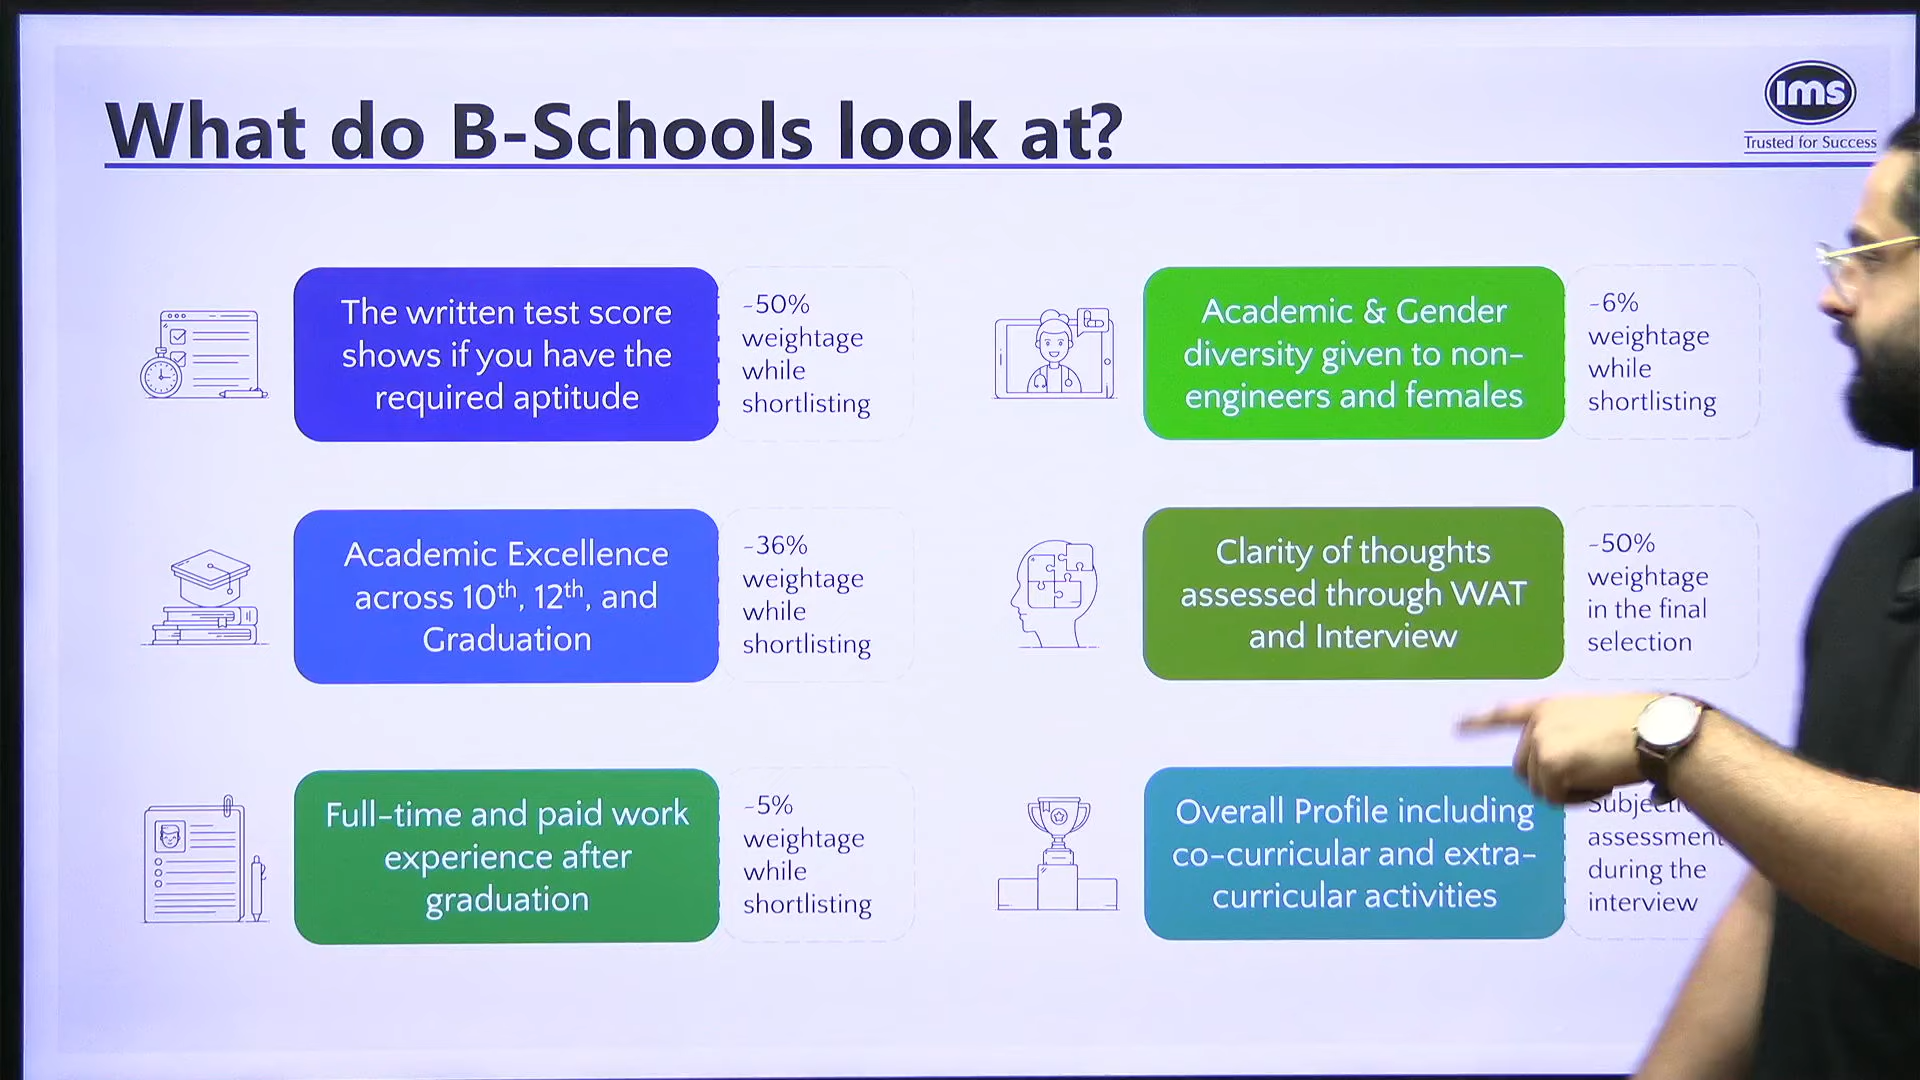 What do B-Schools look at?
ims
Trusted for Success
The written test score
shows if you have the
required aptitude
~50%
weightage
while
shortlisting
Academic & Gender
diversity given to non-
engineers and females
~6%
weightage
while
shortlisting
Academic Excellence
across 10th, 12th, and
Graduation
~36%
weightage
while
shortlisting
Clarity of thoughts
assessed through WAT
and Interview
~50%
weightage
in the final
selection
Full-time and paid work
experience after
graduation
~5%
weightage
while
shortlisting
Overall Profile including
co-curricular and extra-
curricular activities
assessment
during the
interview